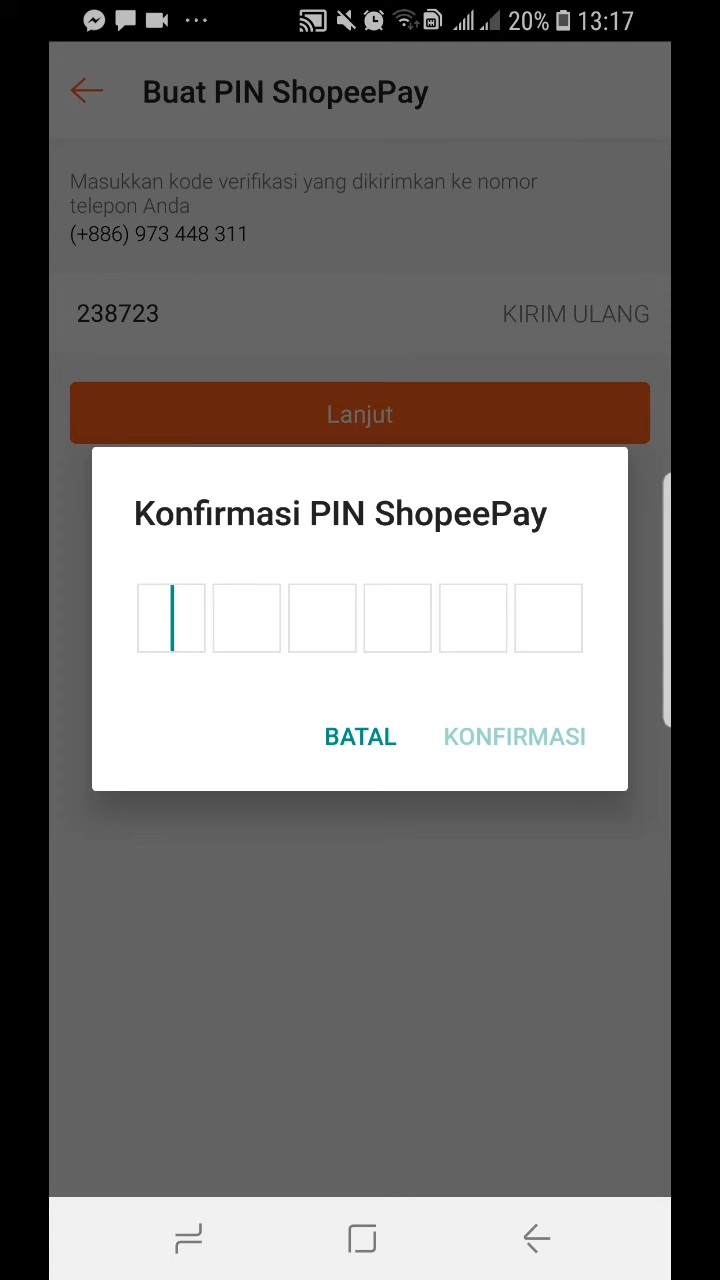 20% 13:17
Buat PIN ShopeePay
Masukkan kode verifikasi yang dikirimkan ke nomor
telepon Anda
(+886) 973 448 311
238723 KIRIM ULANG
Lanjut
Konfirmasi PIN ShopeePay
BATAL KONFIRMASI